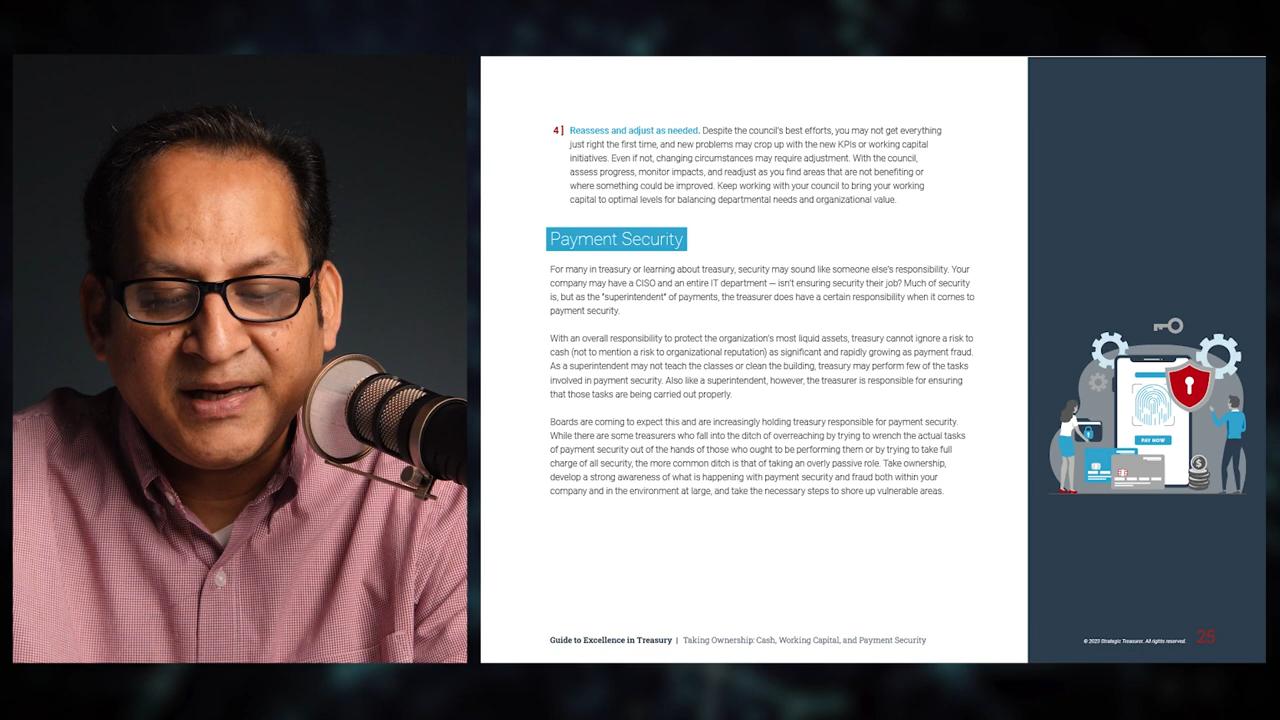 4] Reassess and adjust as needed. Despite the council's best efforts, you may not get everything
just right the first time, and new problems may crop up with the new KPIs or working capital
initiatives. Even if not, changing circumstances may require adjustment. With the council,
assess progress, monitor impacts, and readjust as you find areas that are not benefiting or
where something could be improved. Keep working with your council to bring your working
capital to optimal levels for balancing departmental needs and organizational value.
Payment Security
For many in treasury or learning about treasury, security may sound like someone else's responsibility. Your
company may have a CISO and an entire IT department — isn't ensuring security their job? Much of security
is, but as the "superintendent" of payments, the treasurer does have a certain responsibility when it comes to
payment security.
With an overall responsibility to protect the organization's most liquid assets, treasury cannot ignore a risk to
cash (not to mention a risk to organizational reputation) as significant and rapidly growing as payment fraud.
As a superintendent may not teach the classes or clean the building, treasury may perform few of the tasks
involved in payment security. Also like a superintendent, however, the treasurer is responsible for ensuring
that those tasks are being carried out properly.
Boards are coming to expect this and are increasingly holding treasury responsible for payment security.
While there are some treasurers who fall into the ditch of overreaching by trying to wrench the actual tasks
of payment security out of the hands of those who ought to be performing them or by trying to take full
charge of all security, the more common ditch is that of taking an overly passive role. Take ownership,
develop a strong awareness of what is happening with payment security and fraud both within your
company and in the environment at large, and take the necessary steps to shore up vulnerable areas.
PAY NOW
$
Guide to Excellence in Treasury | Taking Ownership: Cash, Working Capital, and Payment Security
© 2023 Strategic Treasurer. All rights reserved. 25